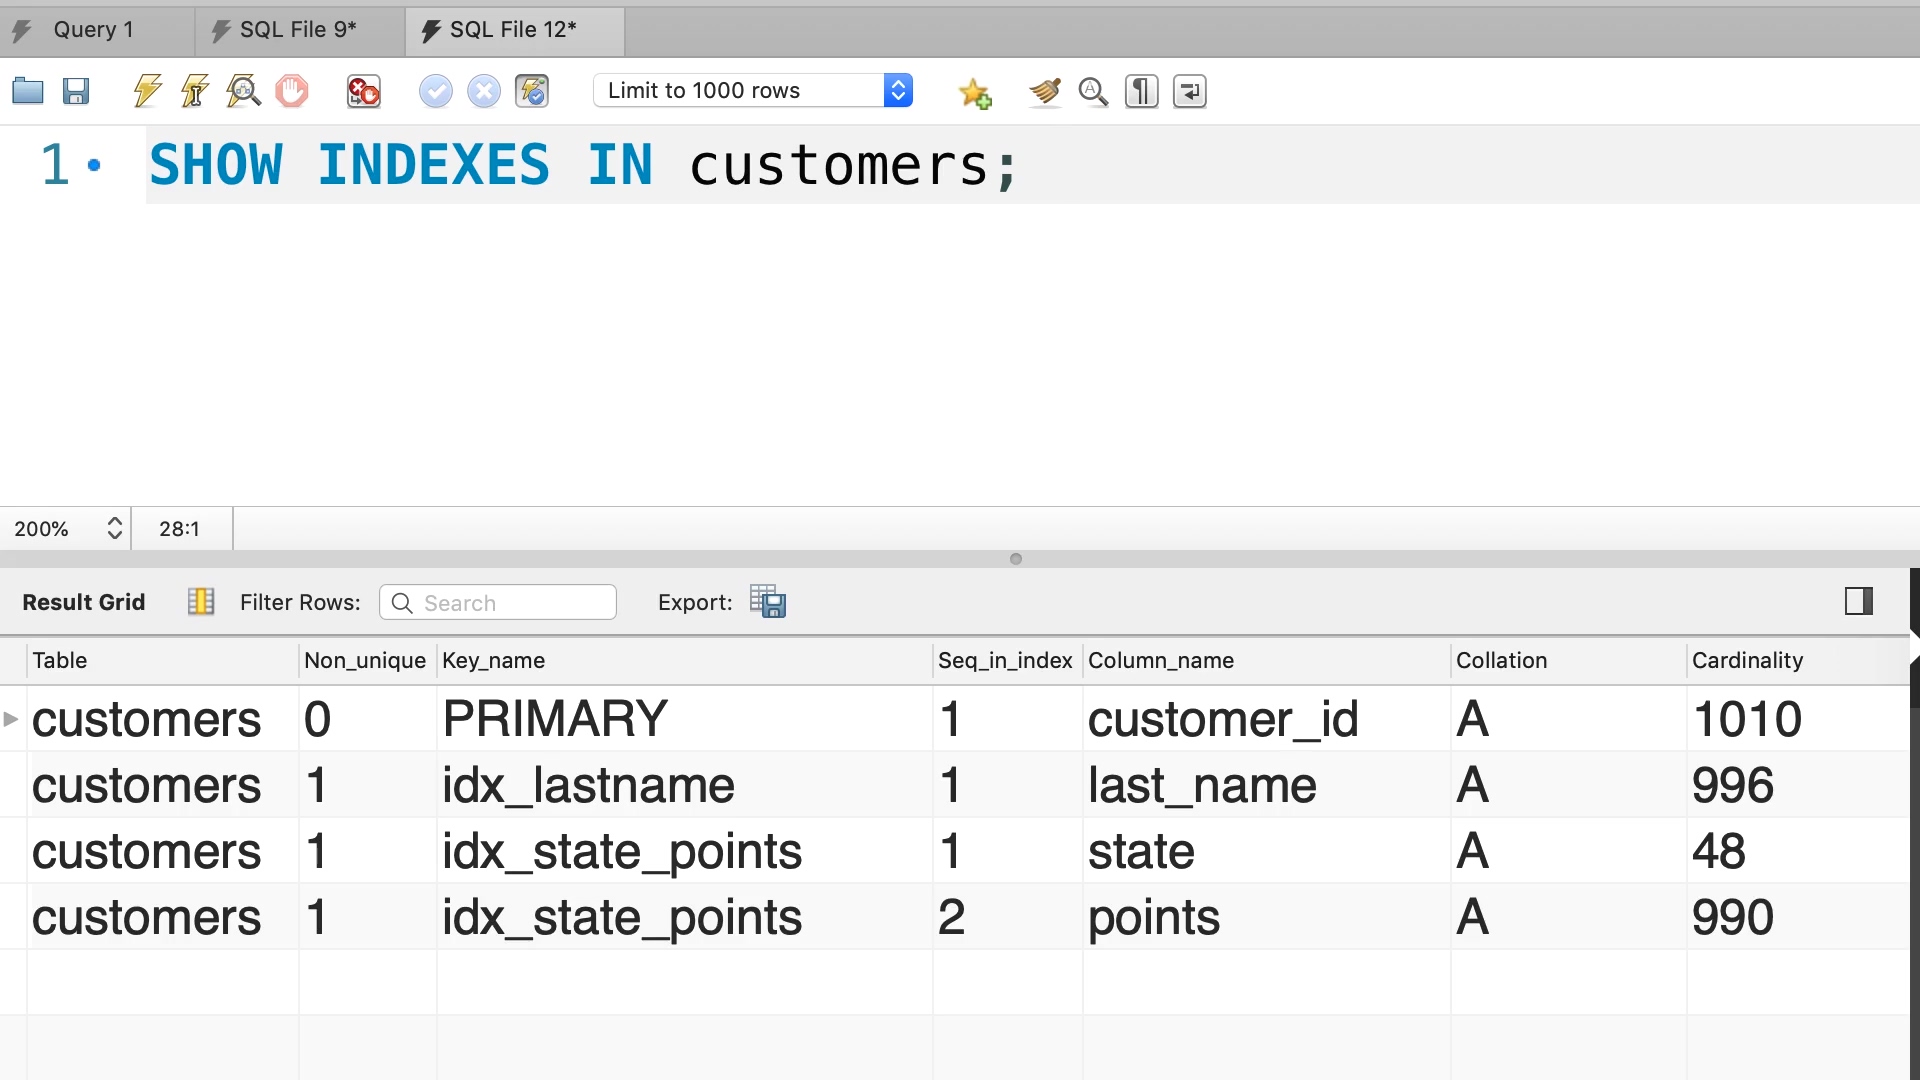 Query 1 SQL File 9* SQL File 12*
Limit to 1000 rows
1 SHOW INDEXES IN customers;
200% 28:1
Result Grid Filter Rows: Search Export:
Table Non_unique Key_name Seq_in_index Column_name Collation Cardinality
customers 0 PRIMARY 1 customer_id A 1010
customers 1 idx_lastname 1 last_name A 996
customers 1 idx_state_points 1 state A 48
customers 1 idx_state_points 2 points A 990